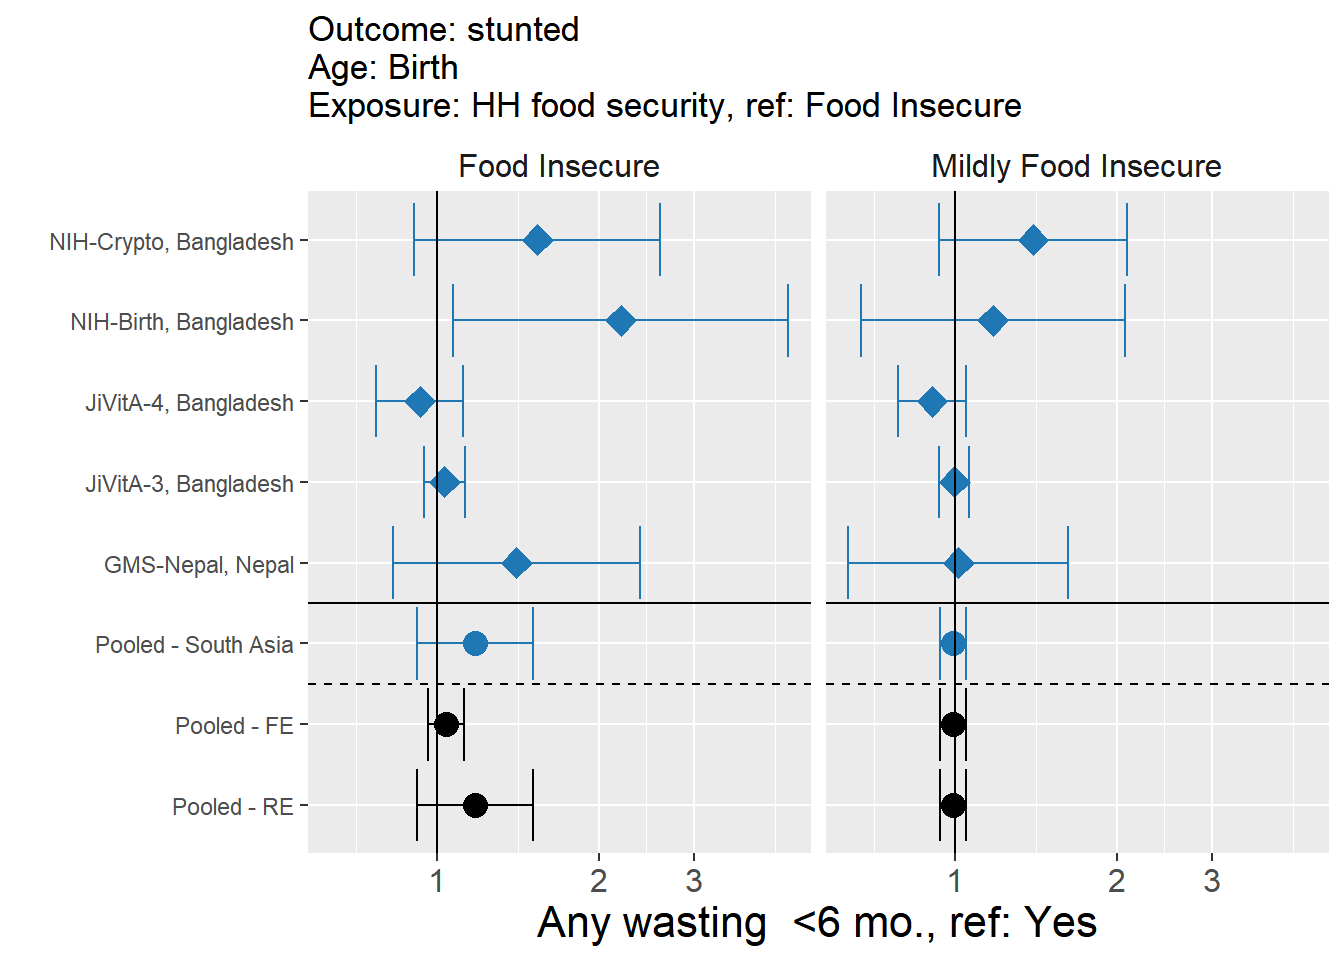 Outcome: stunted
Age: Birth
Exposure: HH food security, ref: Food Insecure
Food Insecure
Mildly Food Insecure
NIH-Crypto, Bangladesh
NIH-Birth, Bangladesh
JiVitA-4, Bangladesh
JiVitA-3, Bangladesh
GMS-Nepal, Nepal
Pooled - South Asia
Pooled - FE
Pooled - RE
1 2 3
1 2 3
Any wasting  <6 mo., ref: Yes